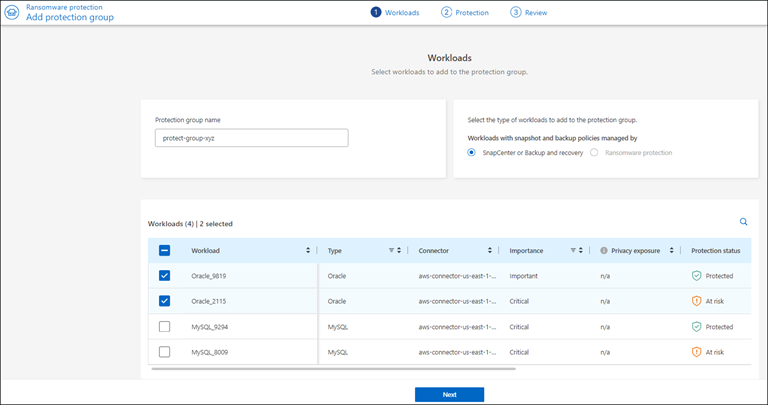 Ransomware protection
Add protection group
1 Workloads 2 Protection 3 Review
Workloads
Select workloads to add to the protection group.
Protection group name
protect-group-xyz
Select the type of workloads to add to the protection group.
Workloads with snapshot and backup policies managed by
SnapCenter or Backup and recovery Ransomware protection
Workloads (4) | 2 selected
Workload Type Connector Importance Privacy exposure Protection status
Oracle_9819 Oracle aws-connector-us-east-1-... Important n/a Protected
Oracle_2115 Oracle aws-connector-us-east-1-... Critical n/a At risk
MySQL_9294 MySQL aws-connector-us-east-1-... Critical n/a Protected
MySQL_8009 MySQL aws-connector-us-east-1-... Critical n/a At risk
Next